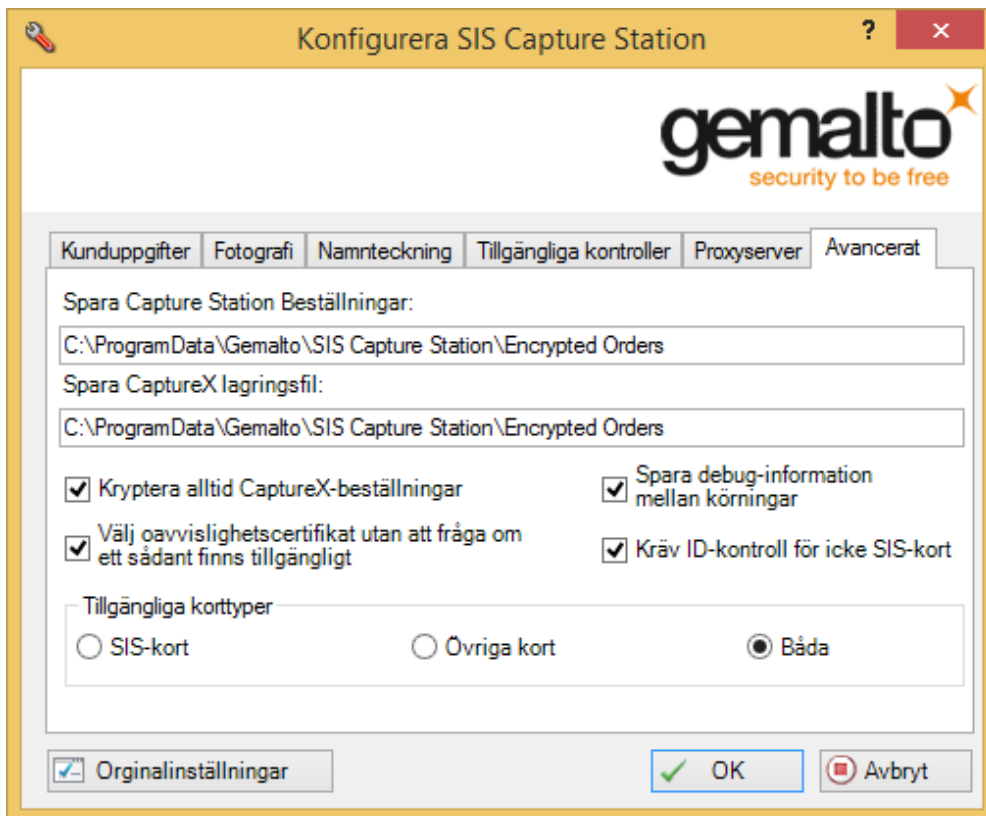 Konfigurera SIS Capture Station
?
gemalto
security to be free
Kunduppgifter
Fotografi
Namnteckning
Tillgängliga kontroller
Proxyserver
Avancerat
Spara Capture Station Beställningar:
C:\ProgramData\Gemalto\SIS Capture Station\Encrypted Orders
Spara CaptureX lagringsfil:
C:\ProgramData\Gemalto\SIS Capture Station\Encrypted Orders
Kryptera alltid CaptureX-beställningar
Spara debug-information
mellan körningar
Välj oavvislighetscertifikat utan att fråga om
ett sådant finns tillgängligt
Kräv ID-kontroll för icke SIS-kort
Tillgängliga korttyper
SIS-kort
Övriga kort
Båda
Orginalinställningar
OK
Avbryt